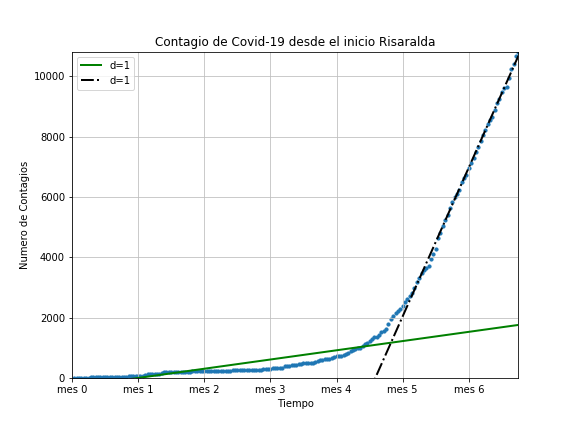 Contagio de Covid-19 desde el inicio Risaralda
d=1
d=1
Numero de Contagios
10000
8000
6000
4000
2000
0
mes 0 mes 1 mes 2 mes 3 mes 4 mes 5 mes 6
Tiempo